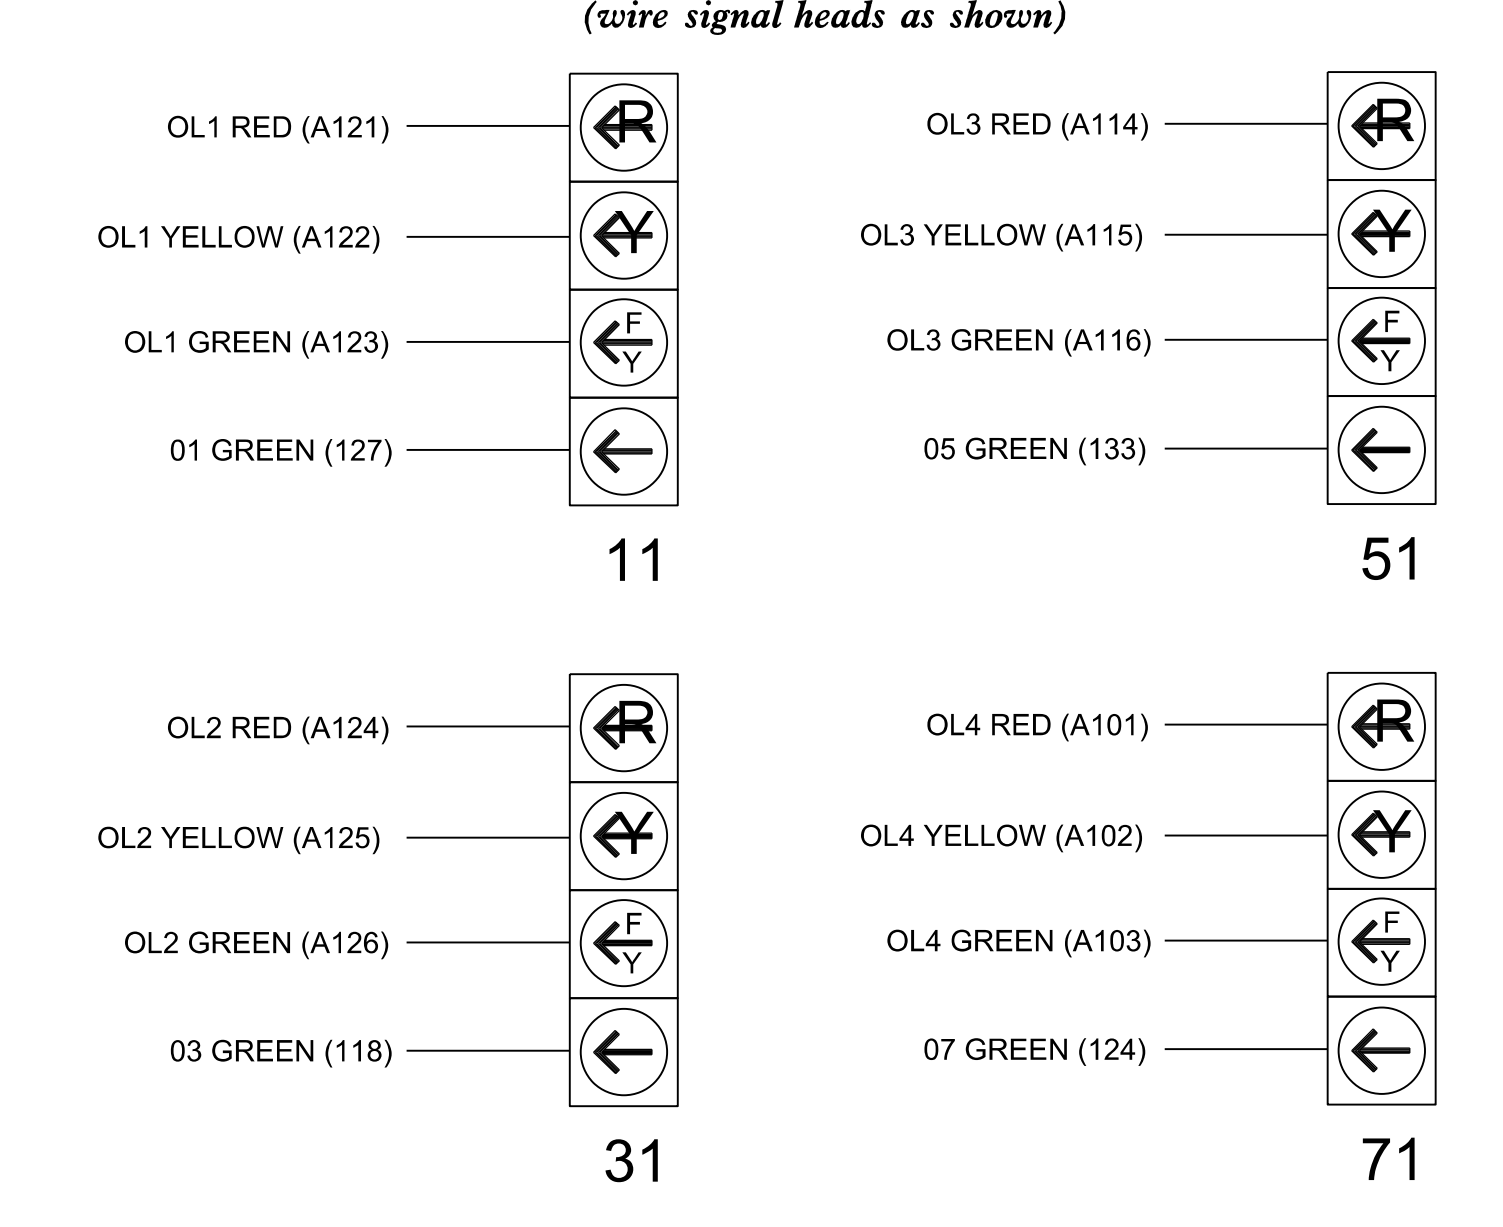 (wire signal heads as shown)
OL1 RED (A121)
R
OL1 YELLOW (A122)
Y
OL1 GREEN (A123)
F
Y
01 GREEN (127)
11
OL3 RED (A114)
R
OL3 YELLOW (A115)
Y
OL3 GREEN (A116)
F
Y
05 GREEN (133)
51
OL2 RED (A124)
R
OL2 YELLOW (A125)
Y
OL2 GREEN (A126)
F
Y
03 GREEN (118)
31
OL4 RED (A101)
R
OL4 YELLOW (A102)
Y
OL4 GREEN (A103)
F
Y
07 GREEN (124)
71